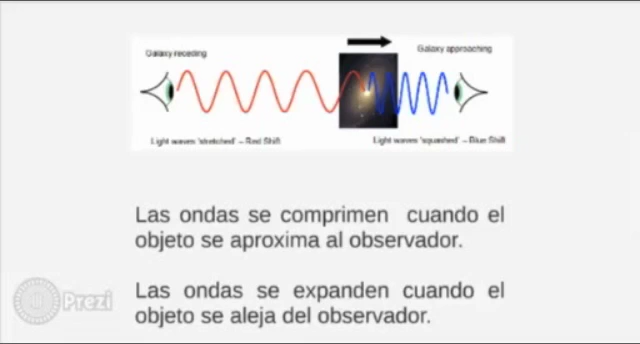 Galaxy receding
Galaxy approaching
Light waves 'stretched' – Red Shift
Light waves 'squashed' – Blue Shift
Las ondas se comprimen cuando el
objeto se aproxima al observador.
Las ondas se expanden cuando el
objeto se aleja del observador.
Prezi